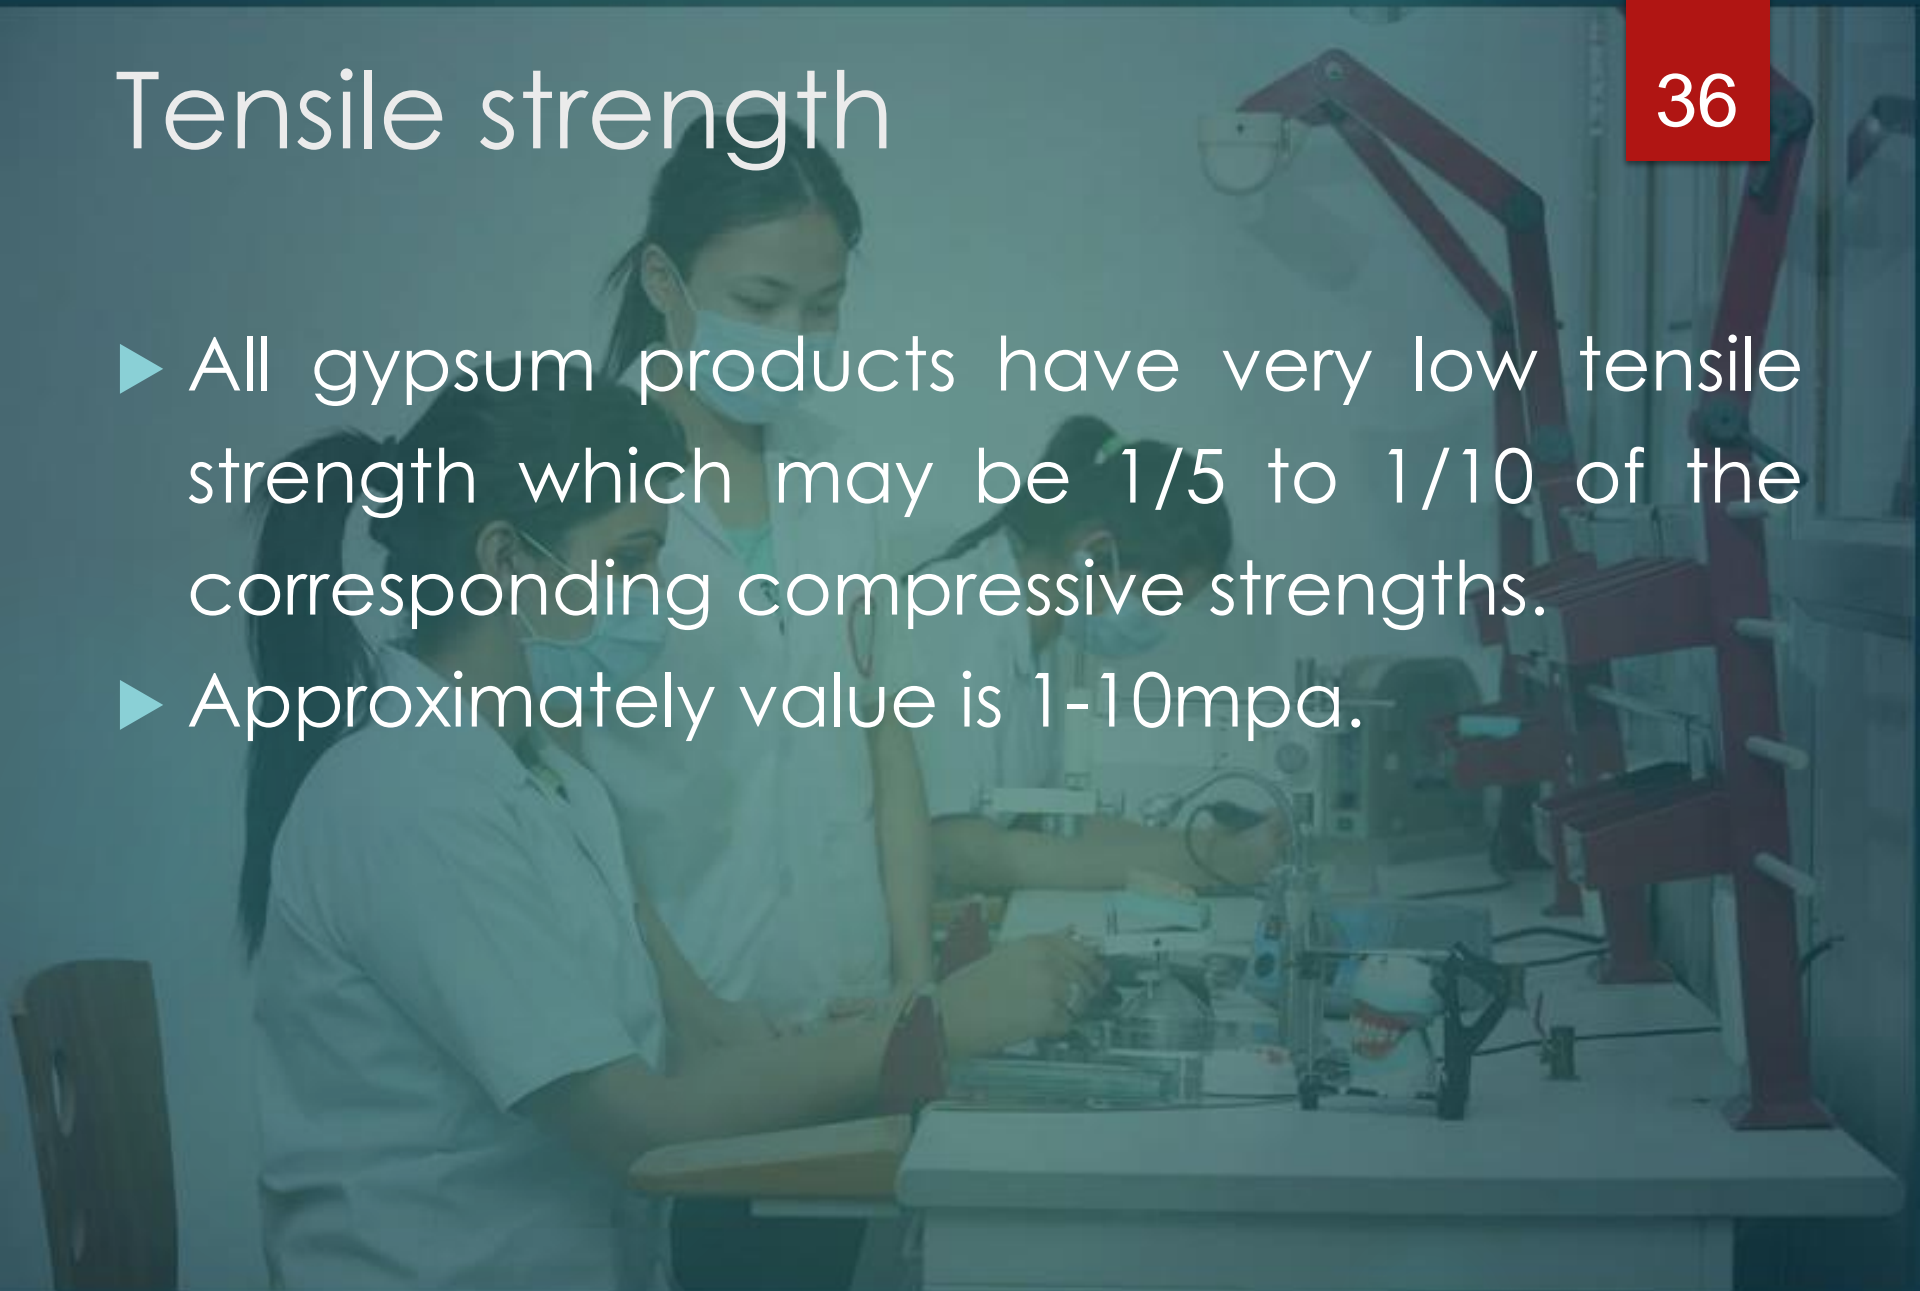 Tensile strength
36
All gypsum products have very low tensile
strength which may be 1/5 to 1/10 of the
corresponding compressive strengths.
Approximately value is 1-10mpa.